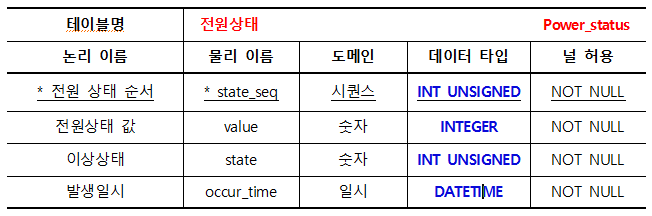 테이블명 전원상태 Power_status
논리 이름 물리 이름 도메인 데이터 타입 널 허용
* 전원 상태 순서 * state_seq 시퀀스 INT UNSIGNED NOT NULL
전원상태 값 value 숫자 INTEGER NOT NULL
이상상태 state 숫자 INT UNSIGNED NOT NULL
발생일시 occur_time 일시 DATETIME NOT NULL